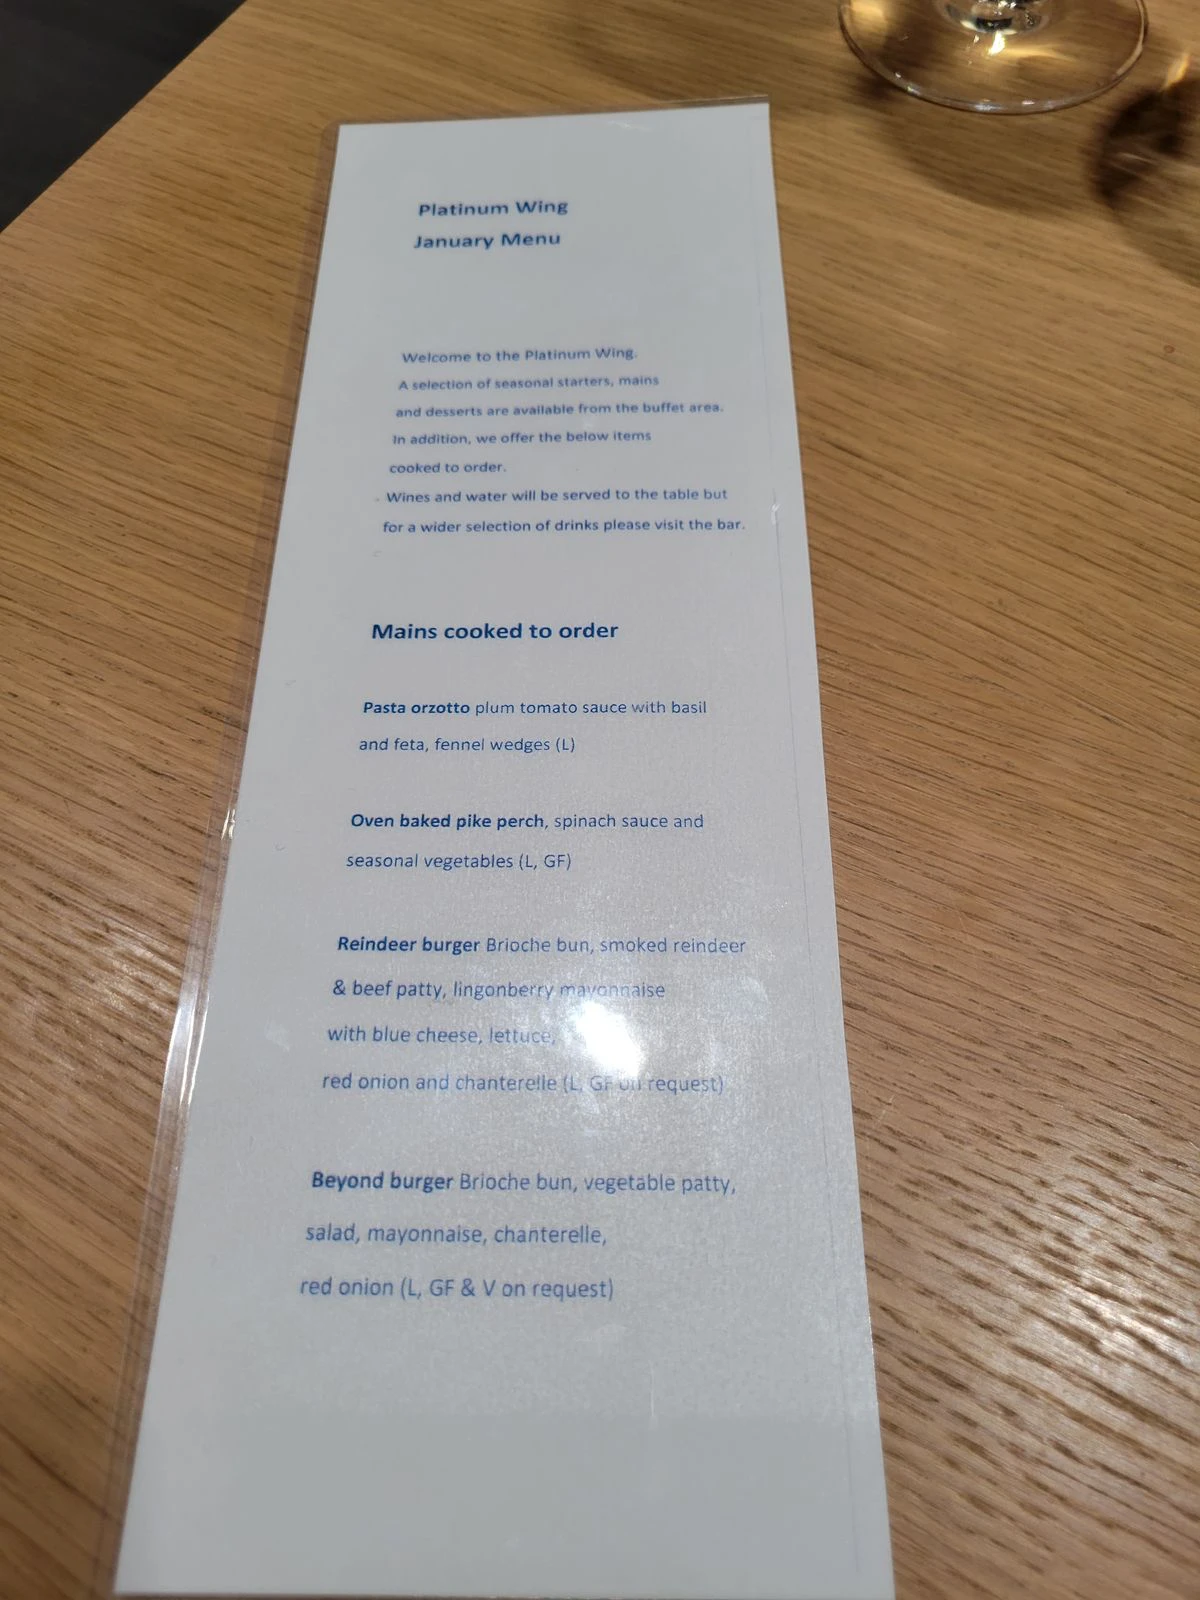 Platinum Wing
January Menu
Welcome to the Platinum Wing.
A selection of seasonal starters, mains
and desserts are available from the buffet area.
In addition, we offer the below items
cooked to order.
Wines and water will be served to the table but
for a wider selection of drinks please visit the bar.
Mains cooked to order
Pasta orzotto plum tomato sauce with basil
and feta, fennel wedges (L)
Oven baked pike perch, spinach sauce and
seasonal vegetables (L, GF)
Reindeer burger Brioche bun, smoked reindeer
& beef patty, lingonberry mayonnaise
with blue cheese, lettuce,
red onion and chanterelle (L, GF on request)
Beyond burger Brioche bun, vegetable patty,
salad, mayonnaise, chanterelle,
red onion (L, GF & V on request)